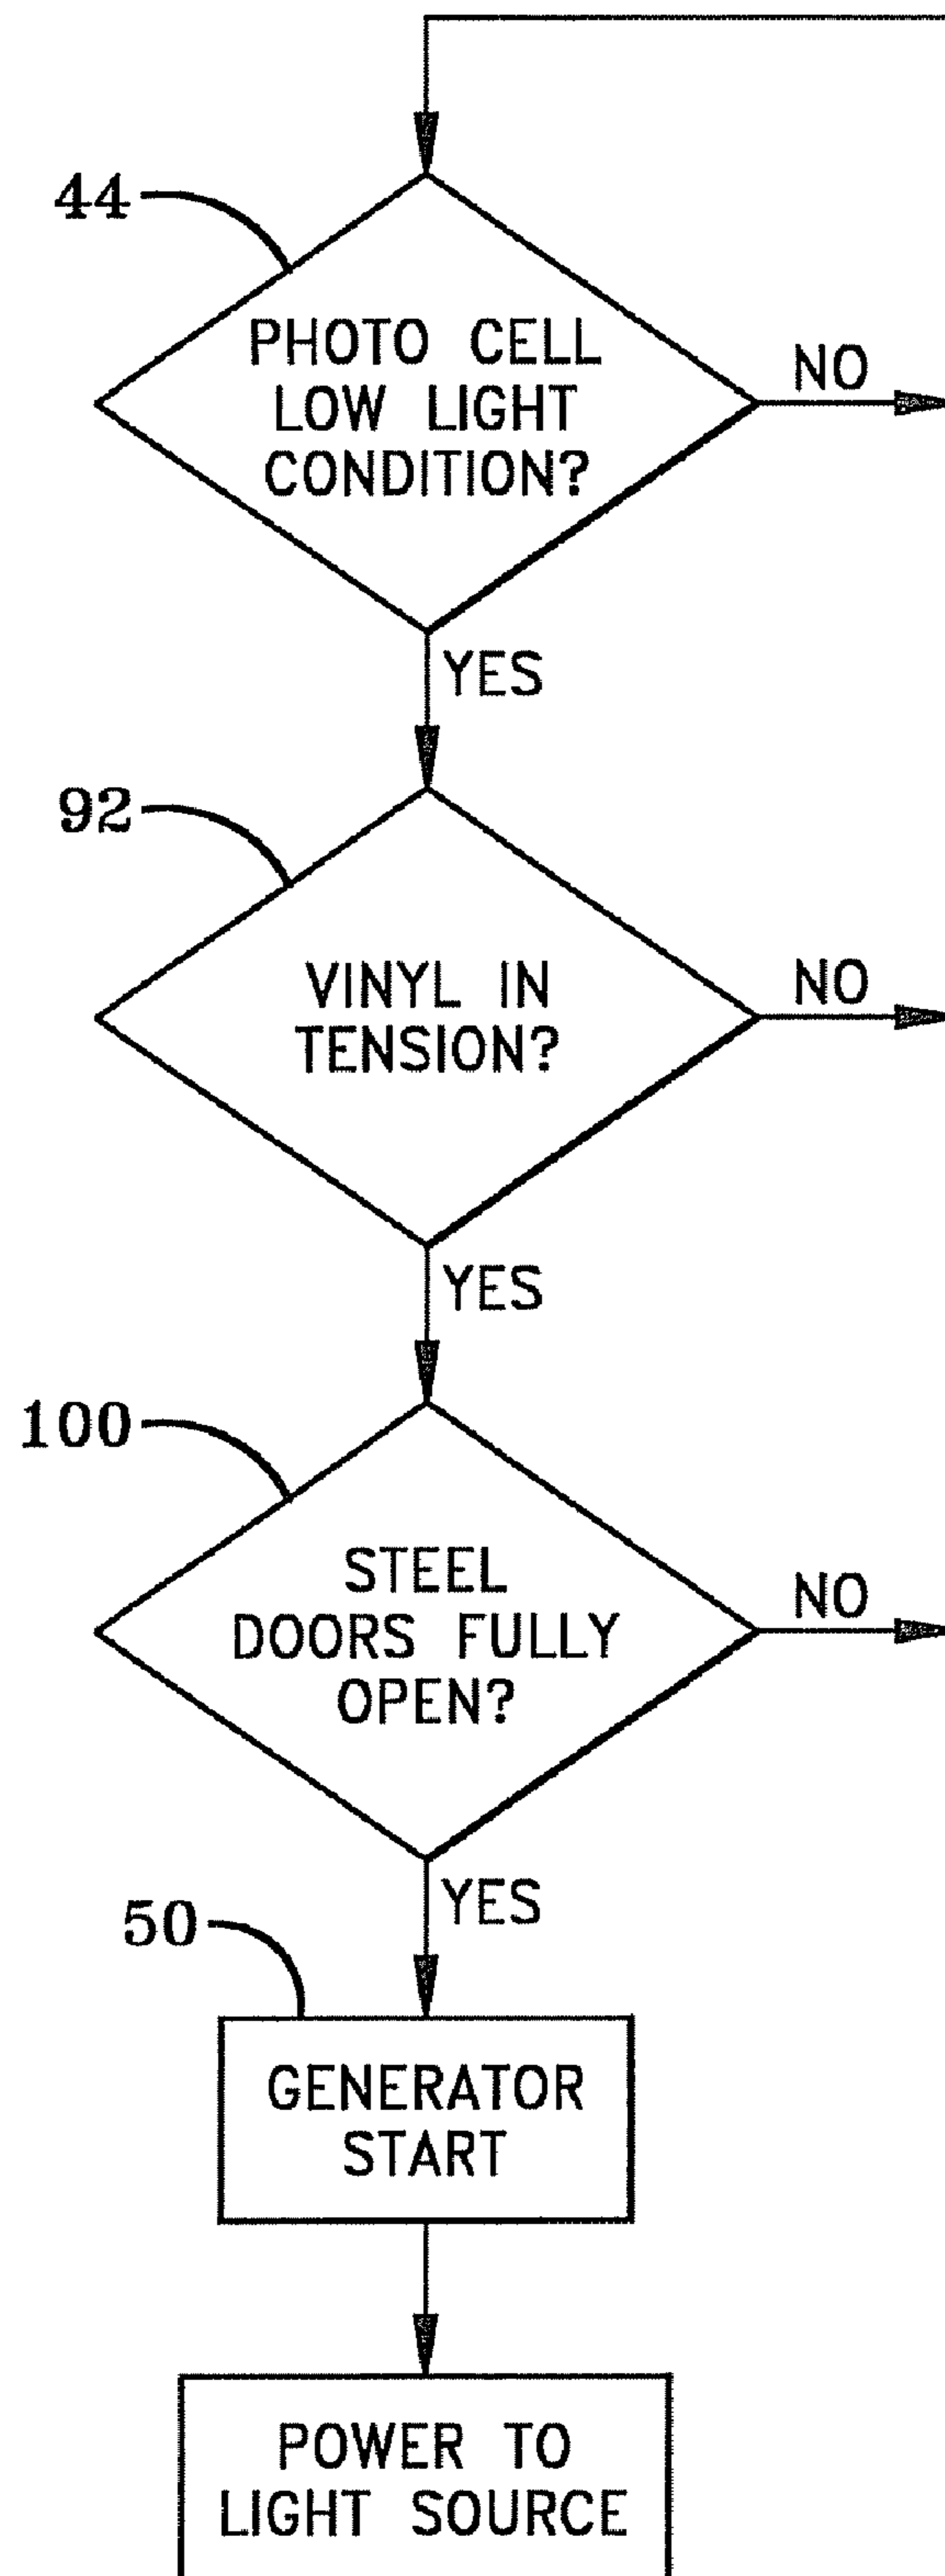 44
PHOTO CELL
LOW LIGHT
CONDITION?
NO
YES
92
VINYL IN
TENSION?
NO
YES
100
STEEL
DOORS FULLY
OPEN?
NO
YES
50
GENERATOR
START
POWER TO
LIGHT SOURCE